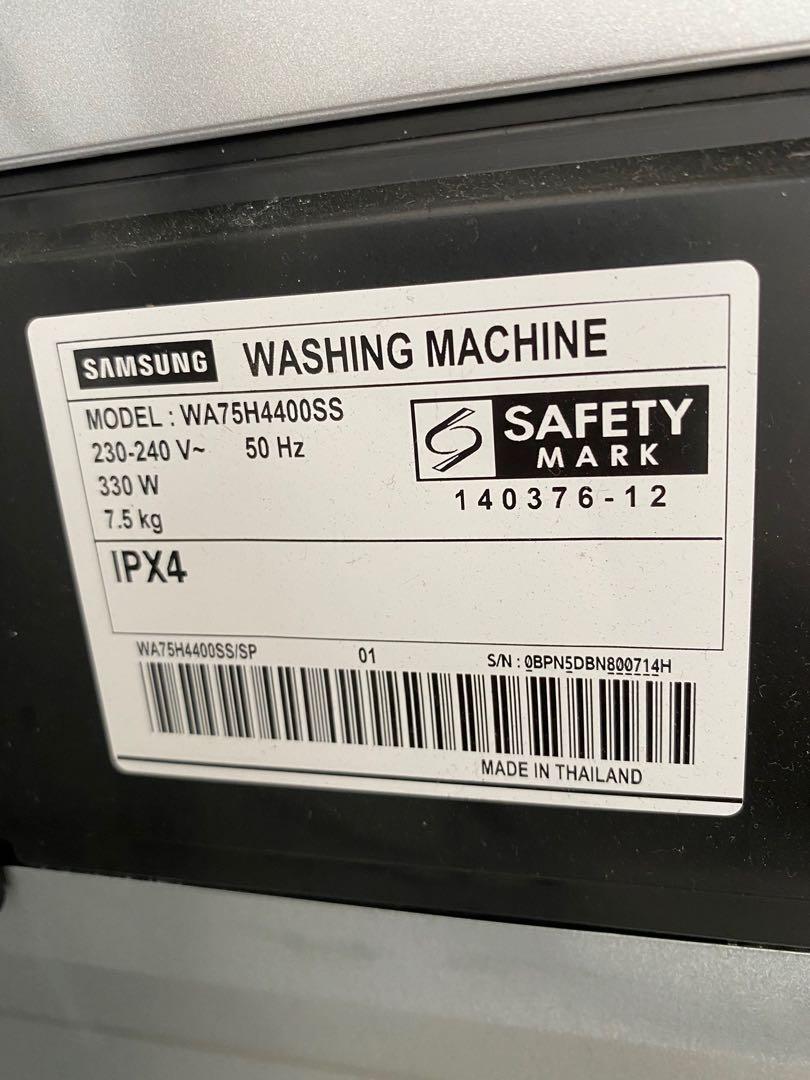 SAMSUNG WASHING MACHINE
MODEL : WA75H4400SS
230-240 V~ 50 Hz
330 W
7.5 kg
SAFETY
MARK
140376-12
IPX4
WA75H4400SS/SP 01 S/N : 0BPN5DBN800714H
MADE IN THAILAND